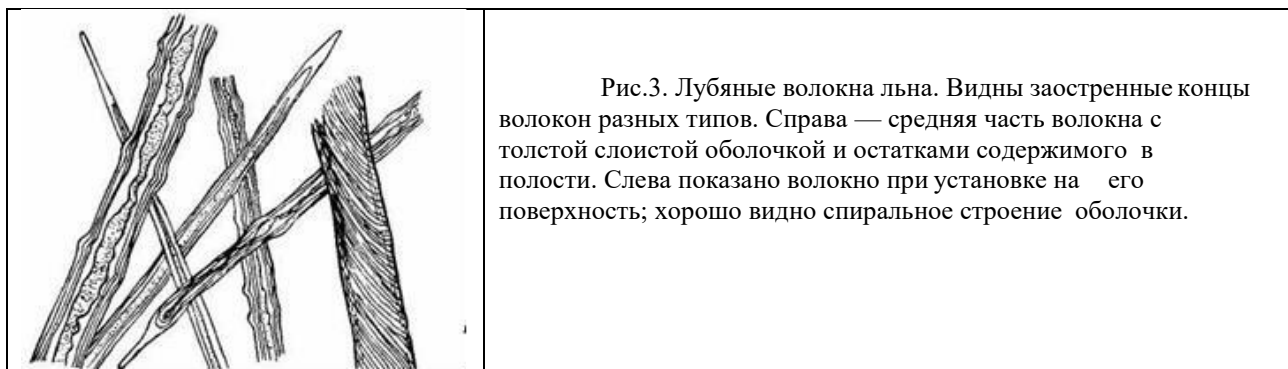 Рис.3. Лубяные волокна льна. Видны заостренные концы
волокон разных типов. Справа — средняя часть волокна с
толстой слоистой оболочкой и остатками содержимого в
полости. Слева показано волокно при установке на его
поверхность; хорошо видно спиральное строение оболочки.